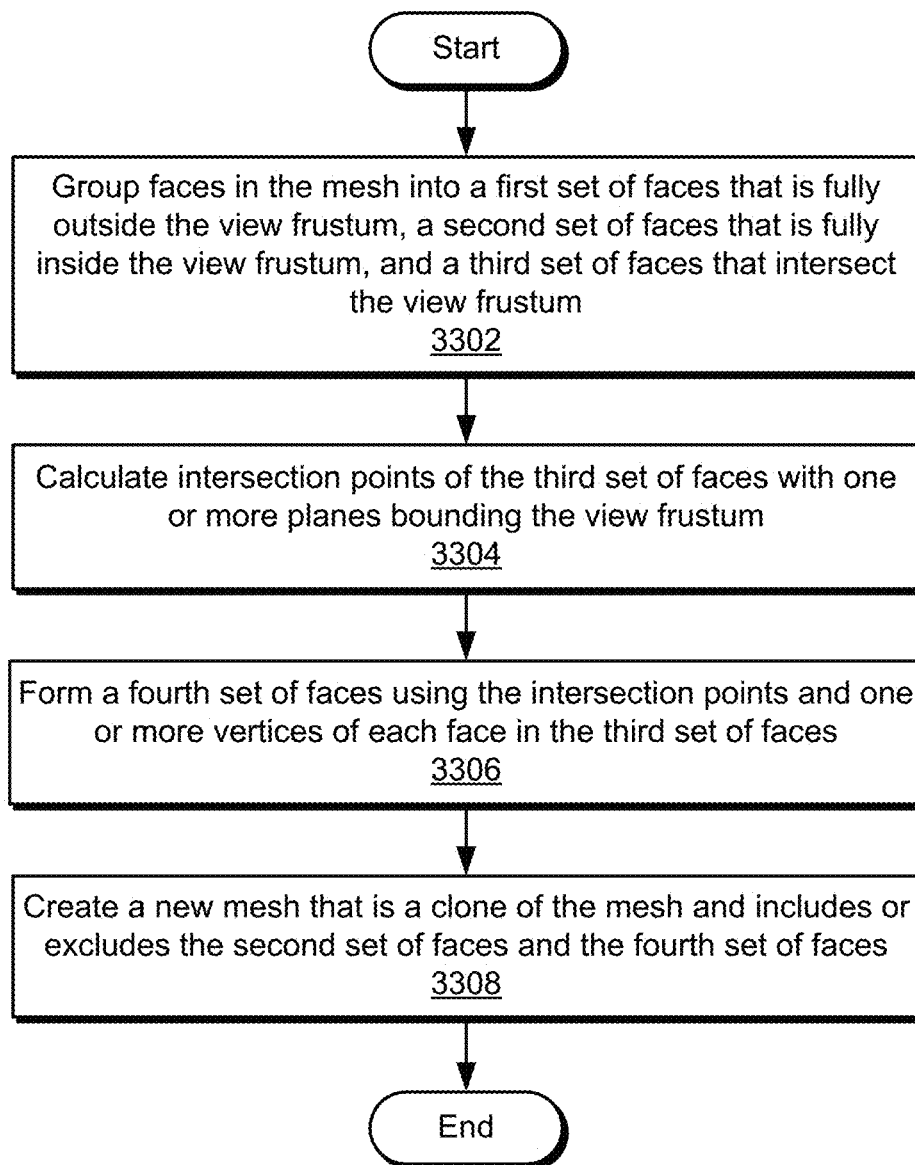 Start
Group faces in the mesh into a first set of faces that is fully
outside the view frustum, a second set of faces that is fully
inside the view frustum, and a third set of faces that intersect
the view frustum
3302
Calculate intersection points of the third set of faces with one
or more planes bounding the view frustum
3304
Form a fourth set of faces using the intersection points and one
or more vertices of each face in the third set of faces
3306
Create a new mesh that is a clone of the mesh and includes or
excludes the second set of faces and the fourth set of faces
3308
End